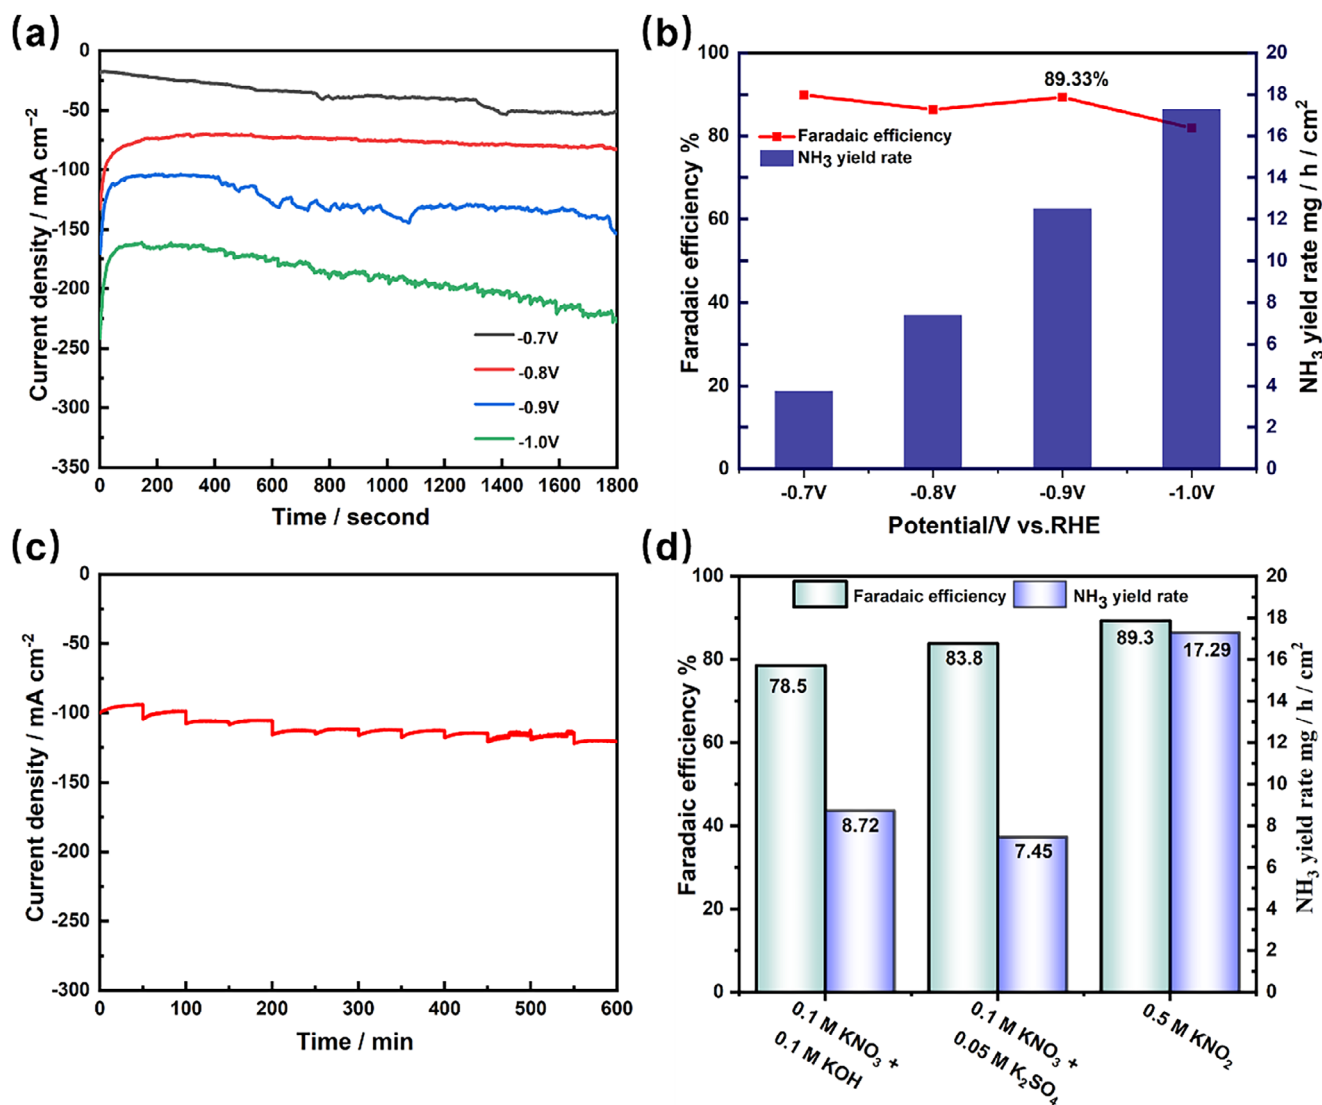 (a)
Current density / mA cm⁻²
0
-50
-100
-150
-200
-250
-300
-350
-0.7V
-0.8V
-0.9V
-1.0V
0 200 400 600 800 1000 1200 1400 1600 1800
Time / second
(b)
Faradaic efficiency %
100
80
60
40
20
0
89.33%
Faradaic efficiency
NH₃ yield rate
20
18
16
14
12
10
8
6
4
2
0
NH₃ yield rate mg / h / cm²
-0.7V -0.8V -0.9V -1.0V
Potential/V vs.RHE
(c)
Current density / mA cm⁻²
0
-50
-100
-150
-200
-250
-300
0 100 200 300 400 500 600
Time / min
(d)
Faradaic efficiency %
100
80
60
40
20
0
Faradaic efficiency
NH₃ yield rate
78.5
8.72
83.8
7.45
89.3
17.29
20
18
16
14
12
10
8
6
4
2
0
NH₃ yield rate mg / h / cm²
0.1 M KNO₃ +
0.1 M KOH
0.1 M KNO₃ +
0.05 M K₂SO₄
0.5 M KNO₂